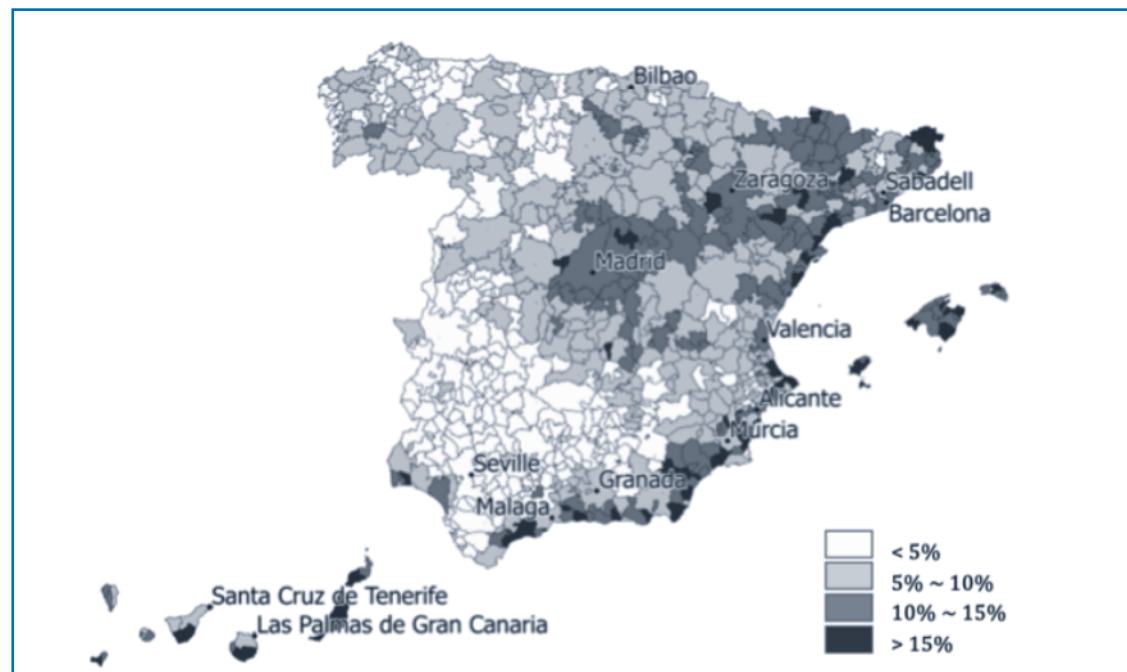 Bilbao
Zaragoza
Sabadell
Barcelona
Madrid
Valencia
Alicante
Murcia
Seville
Granada
Malaga
< 5%
5% ~ 10%
10% ~ 15%
> 15%
Santa Cruz de Tenerife
Las Palmas de Gran Canaria